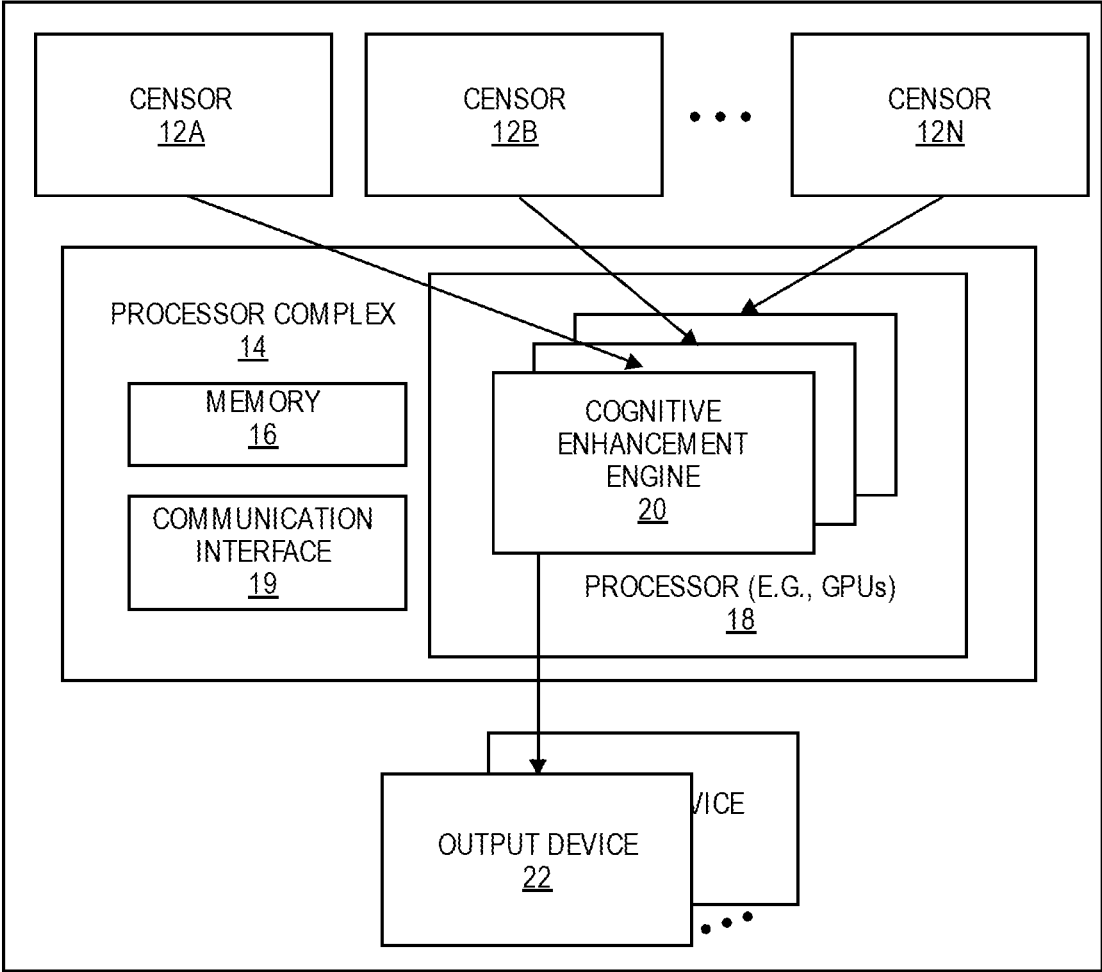 CENSOR
12A
CENSOR
12B
CENSOR
12N
PROCESSOR COMPLEX
14
MEMORY
16
COMMUNICATION
INTERFACE
19
COGNITIVE
ENHANCEMENT
ENGINE
20
PROCESSOR (E.G., GPUs)
18
VICE
OUTPUT DEVICE
22